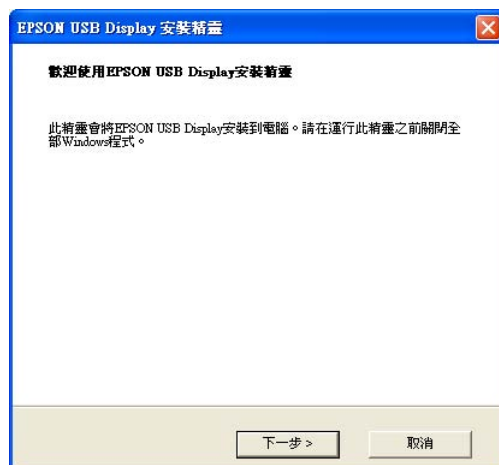 EPSON USB Display 安裝精靈
歡迎使用EPSON USB Display安裝精靈
此精靈會將EPSON USB Display安裝到電腦。請在運行此精靈之前關閉全
部Windows程式。
下一步 >
取消